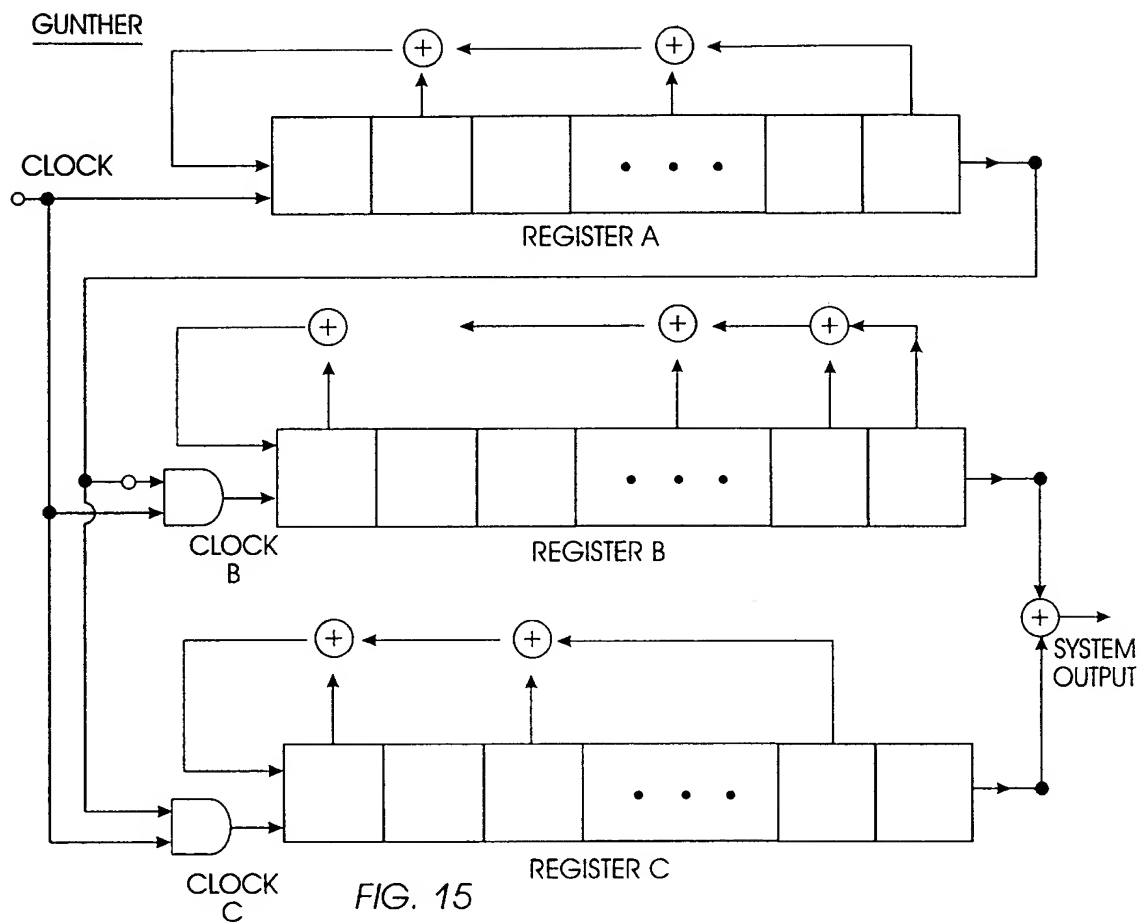 GUNTHER
CLOCK
REGISTER A
CLOCK
B
REGISTER B
SYSTEM
OUTPUT
CLOCK
C
REGISTER C
FIG. 15